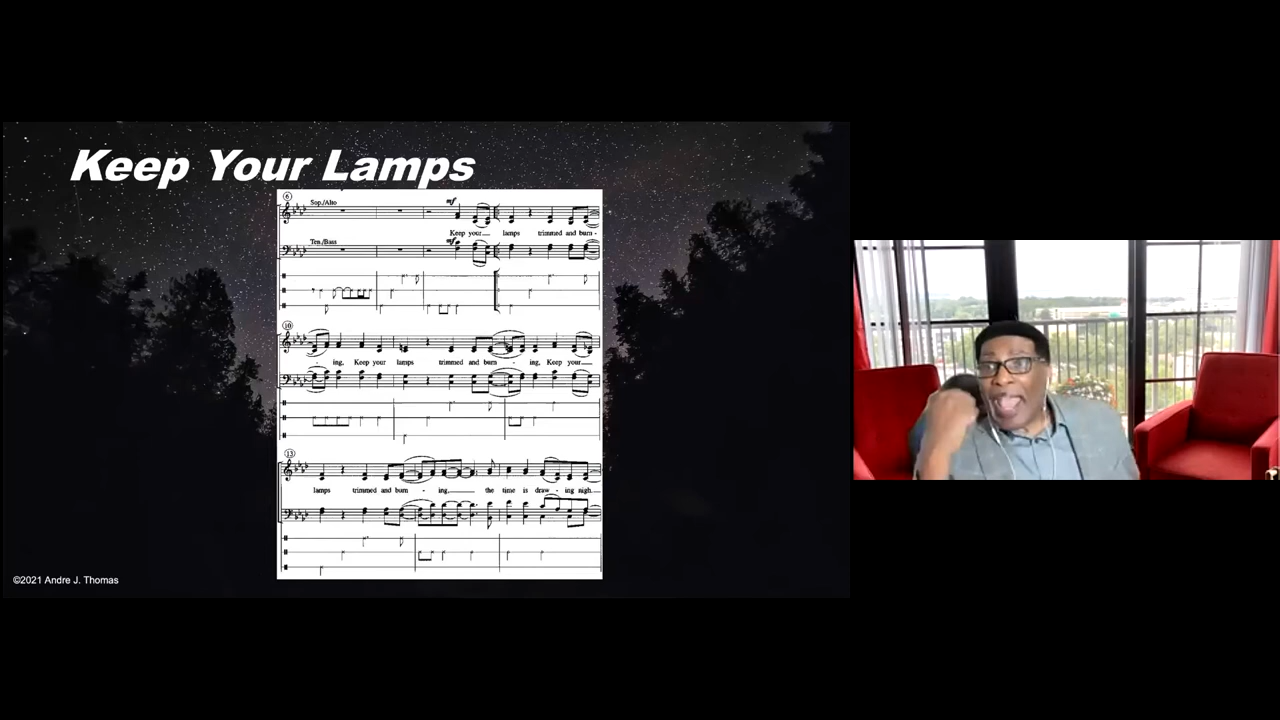 Keep Your Lamps
6
Sop./Alto
mf
Keep your lamps trimmed and burn -
Ten./Bass
mf
10
ing, Keep your lamps trimmed and burn - ing, Keep your
13
lamps trimmed and burn - ing, the time is draw - ing nigh
©2021 Andre J. Thomas